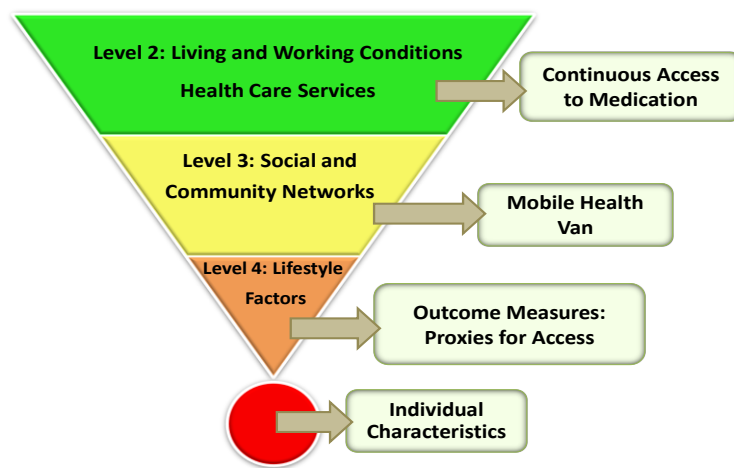 Level 2: Living and Working Conditions
Health Care Services
Continuous Access
to Medication
Level 3: Social and
Community Networks
Mobile Health
Van
Level 4: Lifestyle
Factors
Outcome Measures:
Proxies for Access
Individual
Characteristics